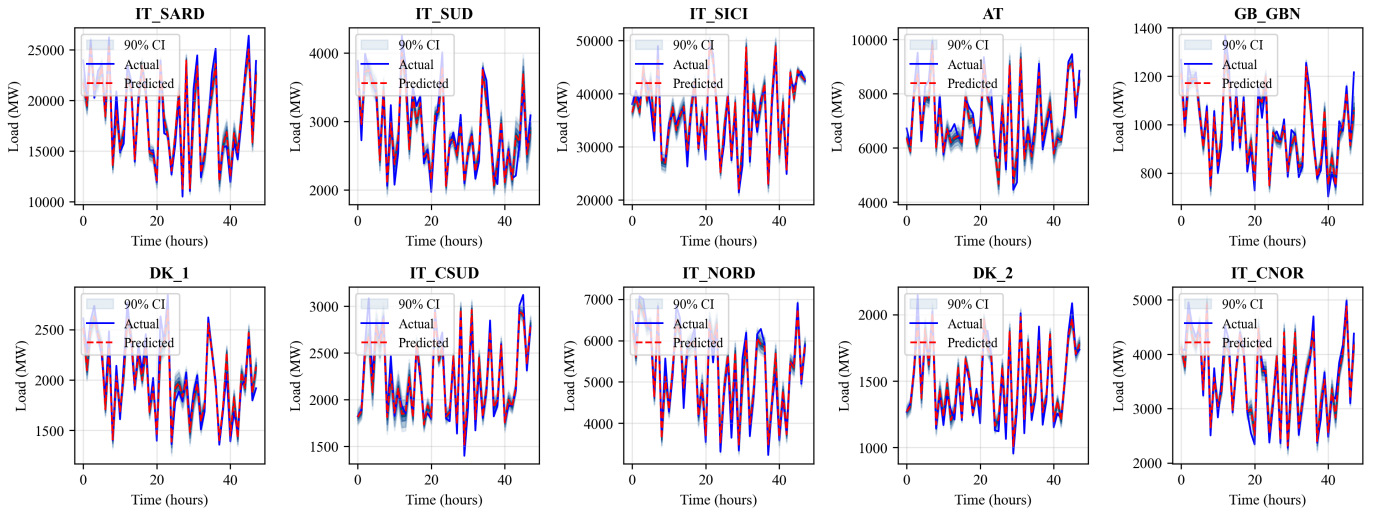 IT_SARD
IT_SUD
IT_SICI
AT
GB_GBN
Load (MW)
25000
20000
15000
10000
90% CI
Actual
Predicted
0
20
40
Time (hours)
Load (MW)
4000
3000
2000
90% CI
Actual
Predicted
0
20
40
Time (hours)
Load (MW)
50000
40000
30000
20000
90% CI
Actual
Predicted
0
20
40
Time (hours)
Load (MW)
10000
8000
6000
4000
90% CI
Actual
Predicted
0
20
40
Time (hours)
Load (MW)
1400
1200
1000
800
90% CI
Actual
Predicted
0
20
40
Time (hours)
DK_1
IT_CSUD
IT_NORD
DK_2
IT_CNOR
Load (MW)
2500
2000
1500
90% CI
Actual
Predicted
0
20
40
Time (hours)
Load (MW)
3000
2500
2000
1500
90% CI
Actual
Predicted
0
20
40
Time (hours)
Load (MW)
7000
6000
5000
4000
90% CI
Actual
Predicted
0
20
40
Time (hours)
Load (MW)
2000
1500
1000
90% CI
Actual
Predicted
0
20
40
Time (hours)
Load (MW)
5000
4000
3000
2000
90% CI
Actual
Predicted
0
20
40
Time (hours)